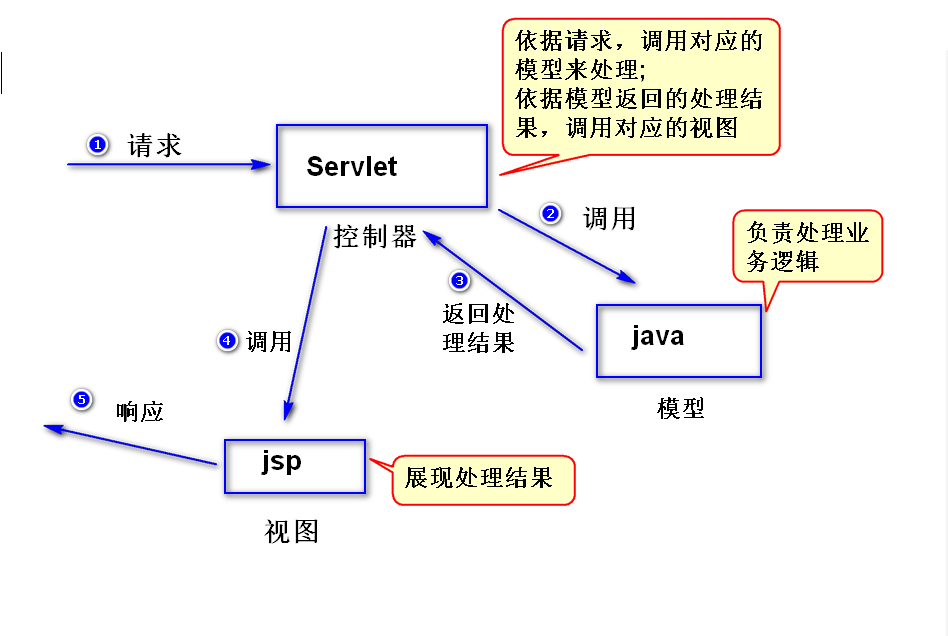 依据请求，调用对应的
模型来处理;
依据模型返回的处理结
果，调用对应的视图
1 请求
Servlet
控制器
2 调用
负责处理业
务逻辑
3
返回处
理结果
java
模型
4 调用
5 响应
jsp
展现处理结果
视图